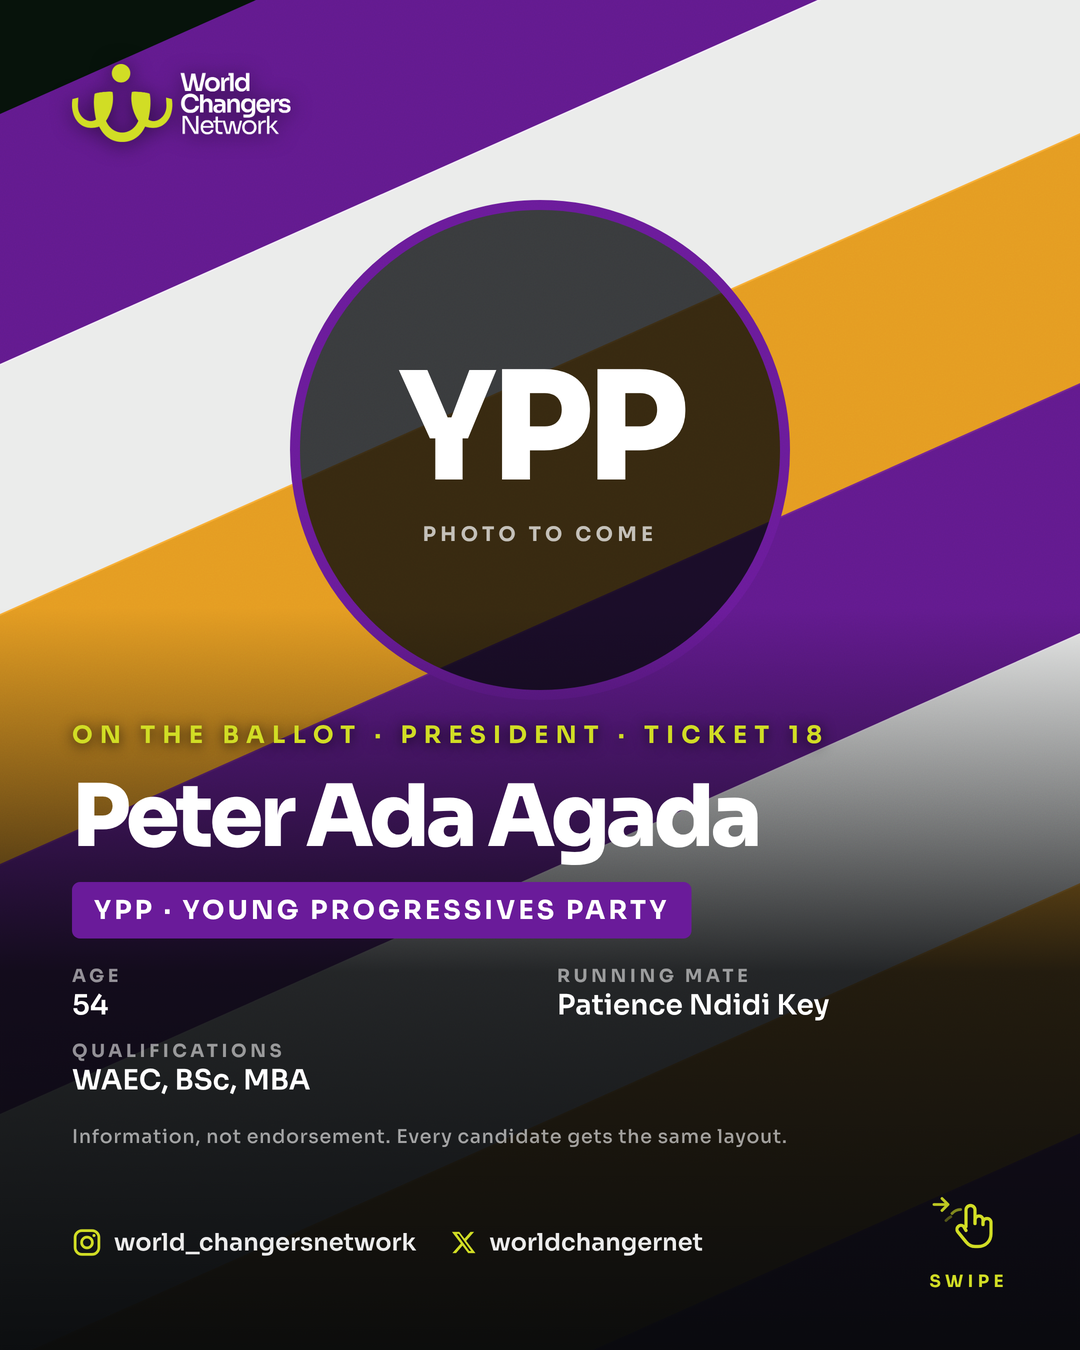 World
Changers
Network
YPP
PHOTO TO COME
ON THE BALLOT · PRESIDENT · TICKET 18
Peter Ada Agada
YPP · YOUNG PROGRESSIVES PARTY
AGE
54
RUNNING MATE
Patience Ndidi Key
QUALIFICATIONS
WAEC, BSc, MBA
Information, not endorsement. Every candidate gets the same layout.
world_changersnetwork
worldchangernet
SWIPE